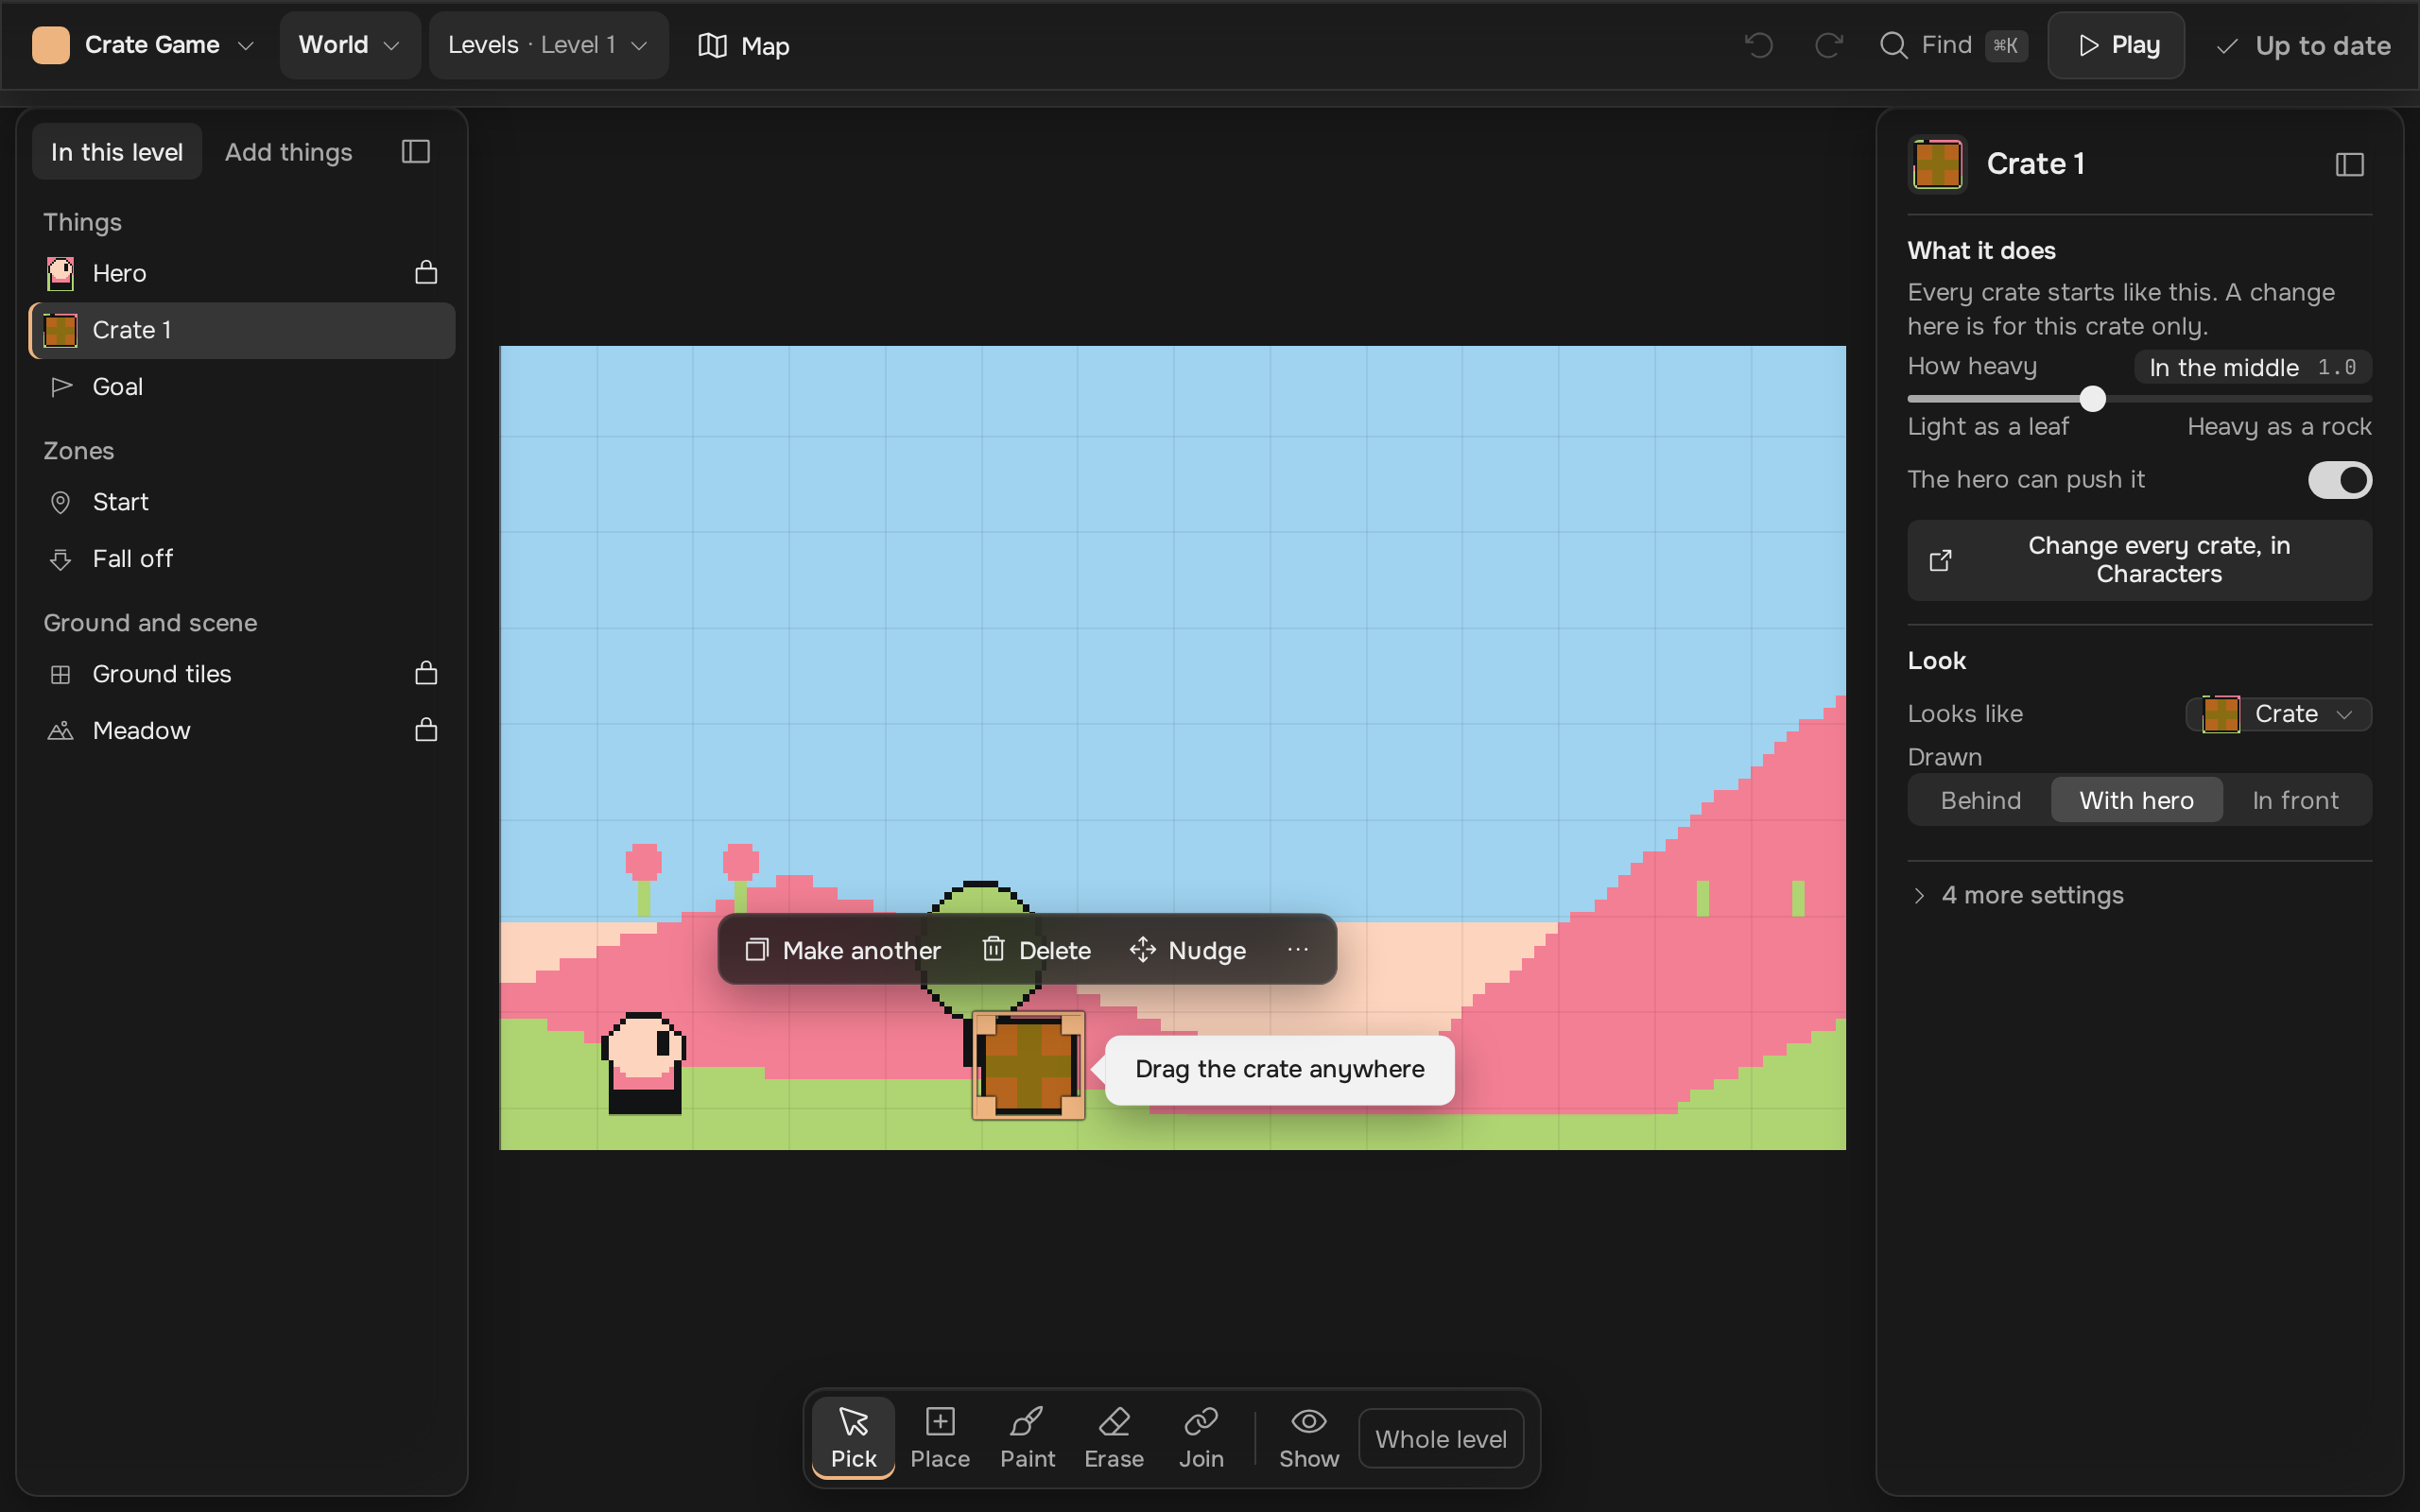 Crate Game
World
Levels · Level 1
Map
Find ⌘K
Play
Up to date
In this level
Add things
Things
Hero
Crate 1
Goal
Zones
Start
Fall off
Ground and scene
Ground tiles
Meadow
Make another
Delete
Nudge
···
Drag the crate anywhere
Pick
Place
Paint
Erase
Join
Show
Whole level
Crate 1
What it does
Every crate starts like this. A change
here is for this crate only.
How heavy
In the middle 1.0
Light as a leaf
Heavy as a rock
The hero can push it
Change every crate, in
Characters
Look
Looks like
Crate
Drawn
Behind
With hero
In front
4 more settings